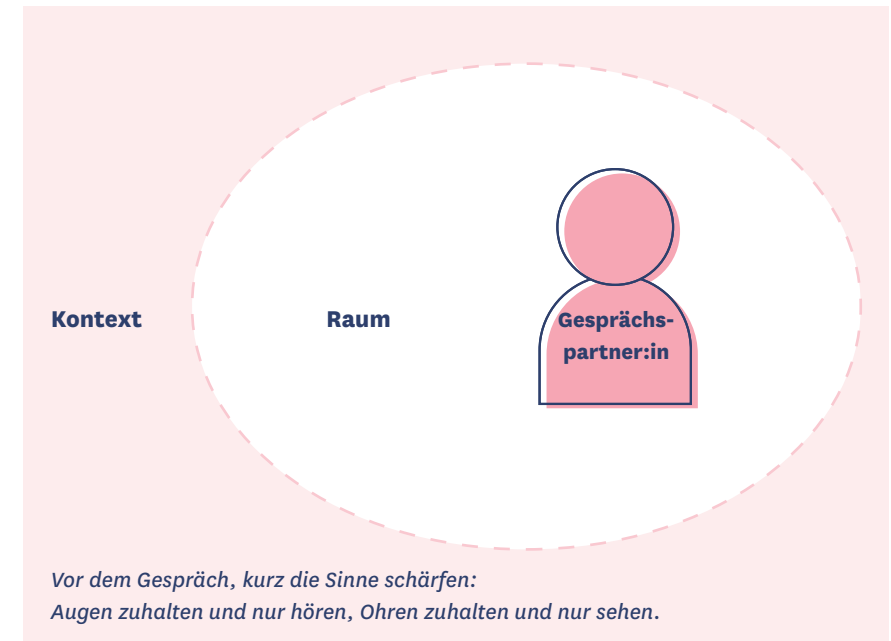 Kontext
Raum
Gesprächs-
partner:in
Vor dem Gespräch, kurz die Sinne schärfen:
Augen zuhalten und nur hören, Ohren zuhalten und nur sehen.